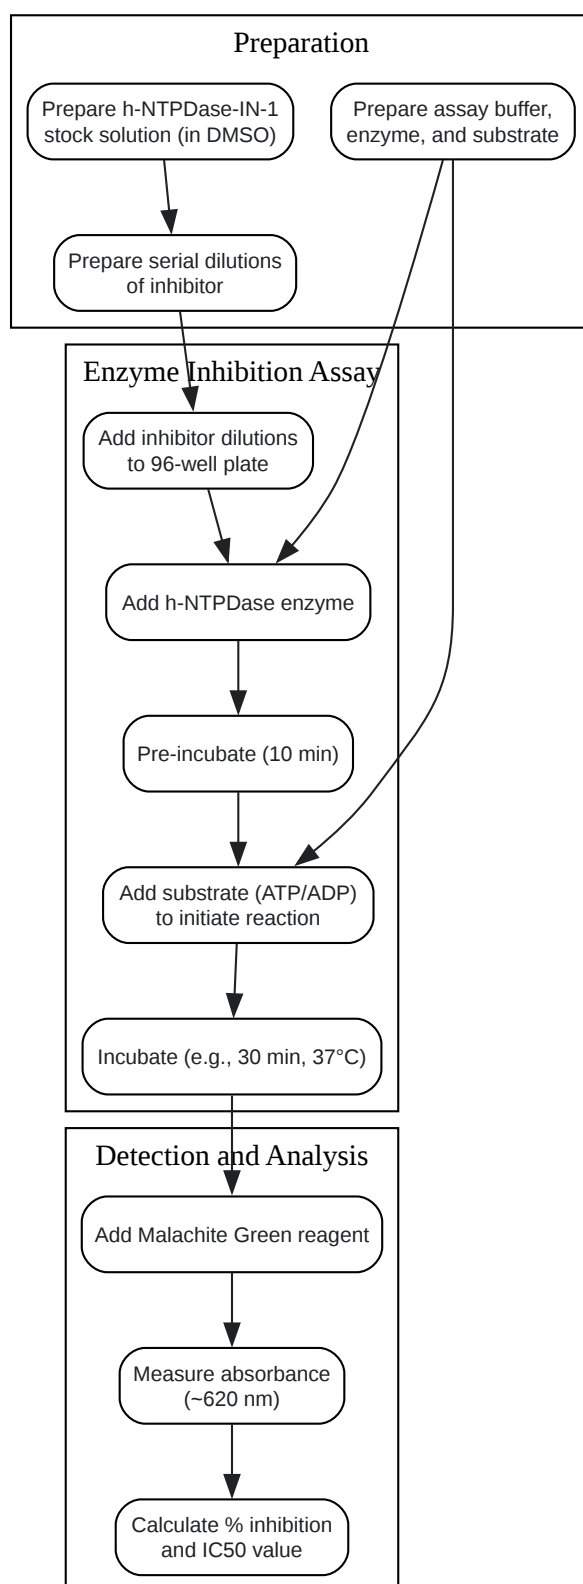 Preparation
Prepare h-NTPDase-IN-1
stock solution (in DMSO)
Prepare assay buffer,
enzyme, and substrate
Prepare serial dilutions
of inhibitor
Enzyme Inhibition Assay
Add inhibitor dilutions
to 96-well plate
Add h-NTPDase enzyme
Pre-incubate (10 min)
Add substrate (ATP/ADP)
to initiate reaction
Incubate (e.g., 30 min, 37°C)
Detection and Analysis
Add Malachite Green reagent
Measure absorbance
(~620 nm)
Calculate % inhibition
and IC50 value